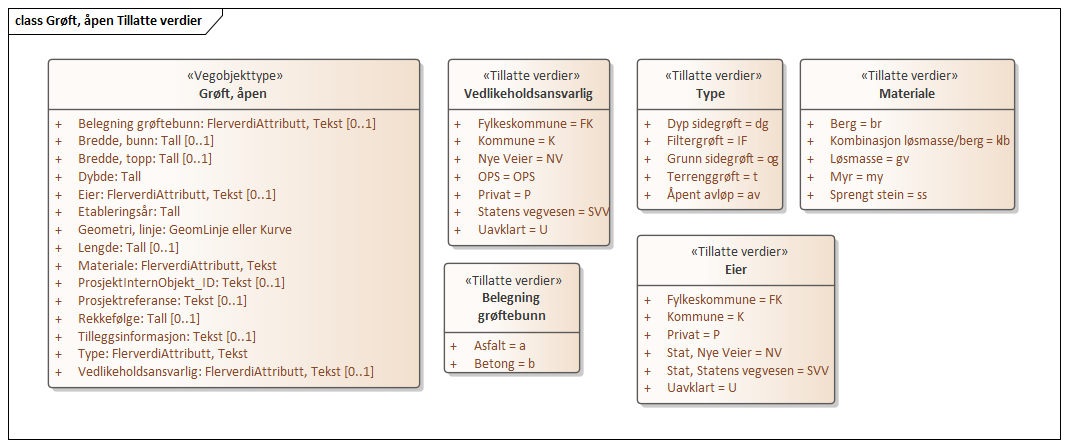 class Grøft, åpen Tillatte verdier
«Vegobjekttype»
Grøft, åpen
+ Belegning grøftebunn: FlerverdiAttributt, Tekst [0..1]
+ Bredde, bunn: Tall [0..1]
+ Bredde, topp: Tall [0..1]
+ Dybde: Tall
+ Eier: FlerverdiAttributt, Tekst [0..1]
+ Etableringsår: Tall
+ Geometri, linje: GeomLinje eller Kurve
+ Lengde: Tall [0..1]
+ Materiale: FlerverdiAttributt, Tekst
+ ProsjektInternObjekt_ID: Tekst [0..1]
+ Prosjektreferanse: Tekst [0..1]
+ Rekkefølge: Tall [0..1]
+ Tilleggsinformasjon: Tekst [0..1]
+ Type: FlerverdiAttributt, Tekst
+ Vedlikeholdsansvarlig: FlerverdiAttributt, Tekst [0..1]
«Tillatte verdier»
Vedlikeholdsansvarlig
+ Fylkeskommune = FK
+ Kommune = K
+ Nye Veier = NV
+ OPS = OPS
+ Privat = P
+ Statens vegvesen = SVV
+ Uavklart = U
«Tillatte verdier»
Belegning
grøftebunn
+ Asfalt = a
+ Betong = b
«Tillatte verdier»
Type
+ Dyp sidegrøft = dg
+ Filtergrøft = IF
+ Grunn sidegrøft =
+ Terrenggrøft = t
+ Åpent avløp = av
«Tillatte verdier»
Eier
+ Fylkeskommune = FK
+ Kommune = K
+ Privat = P
+ Stat, Nye Veier = NV
+ Stat, Statens vegvesen = SVV
+ Uavklart = U
«Tillatte verdier»
Materiale
+ Berg = br
+ Kombinasjon løsmasse/berg =
+ Løsmasse = gv
+ Myr = my
+ Sprengt stein = ss